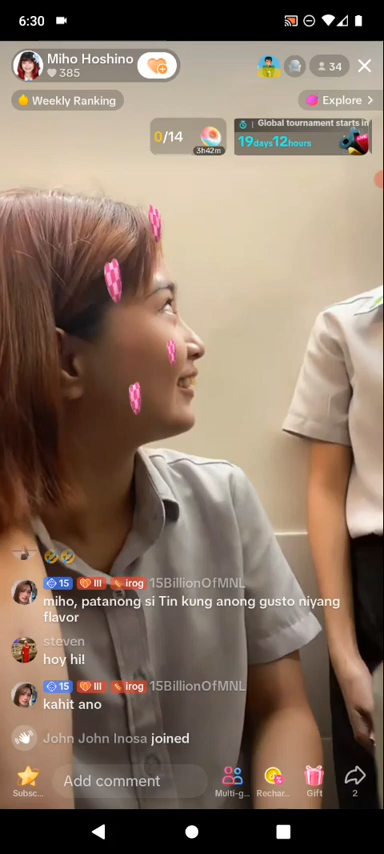 6:30
Miho Hoshino
385
34
Weekly Ranking
Explore >
0/14
3h42m
Global tournament starts in
19days12hours
15 III irog 15BillionOfMNL
miho, patanong si Tin kung anong gusto niyang
flavor
steven
hoy hi!
15 III irog 15BillionOfMNL
kahit ano
John John Inosa joined
Add comment
Subsc...
Multi-g...
Rechar...
Gift
2